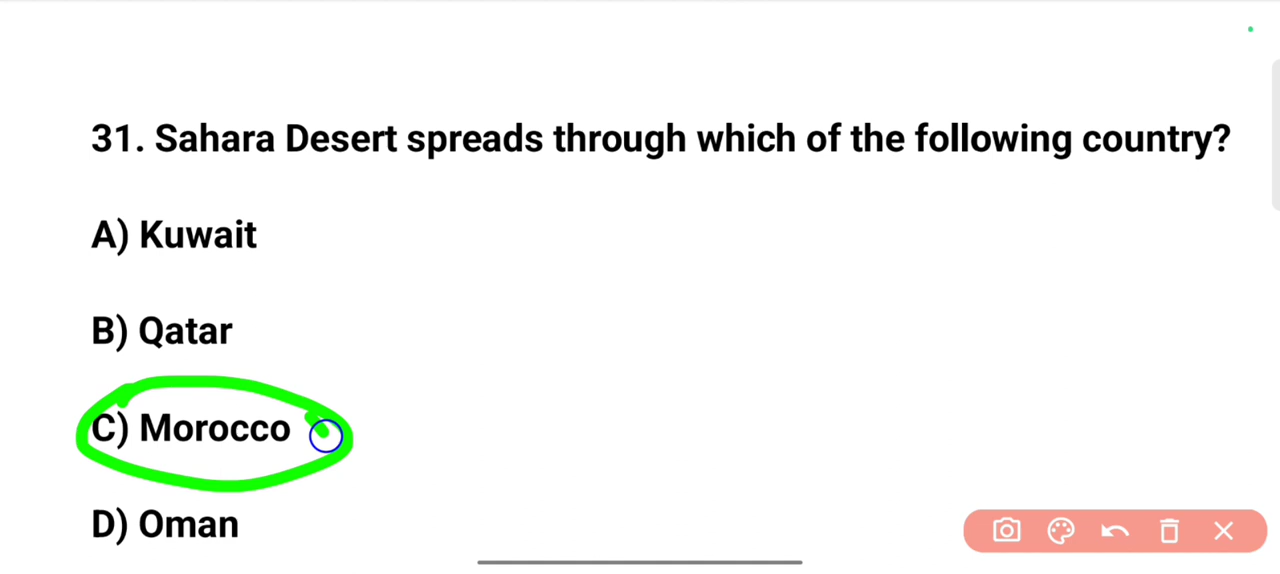 31. Sahara Desert spreads through which of the following country?
A) Kuwait
B) Qatar
C) Morocco
D) Oman